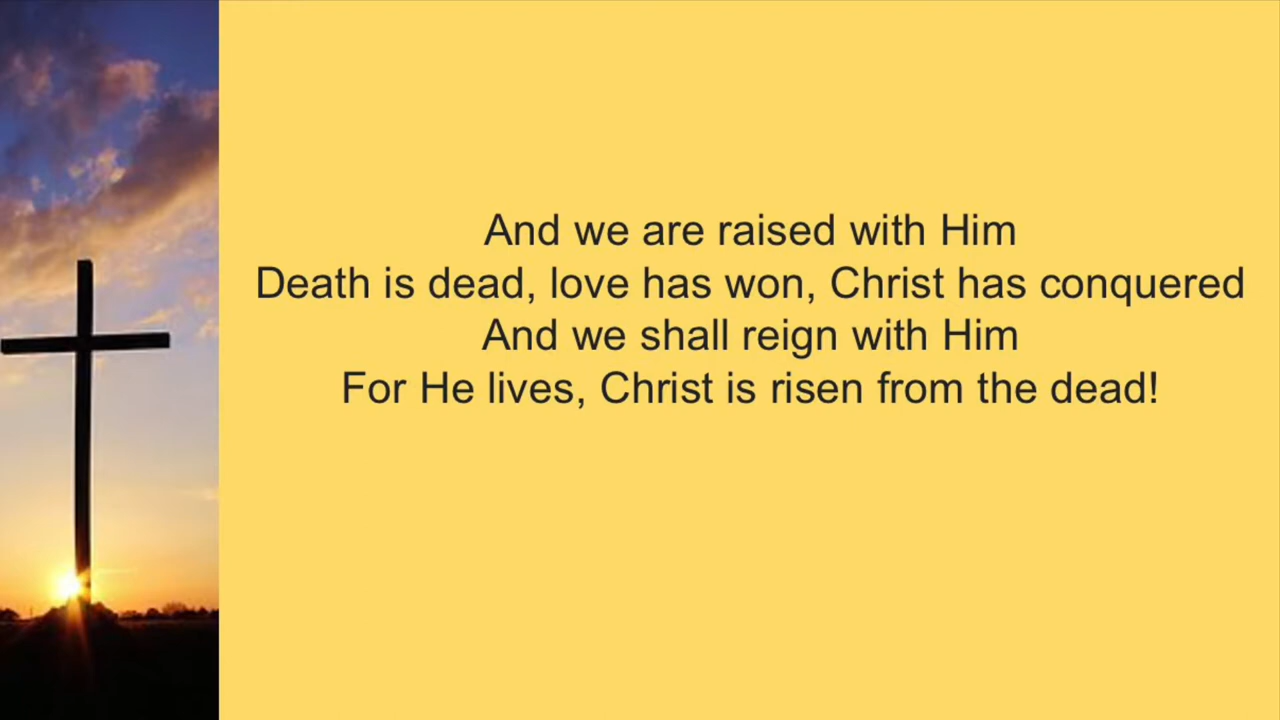 And we are raised with Him
Death is dead, love has won, Christ has conquered
And we shall reign with Him
For He lives, Christ is risen from the dead!